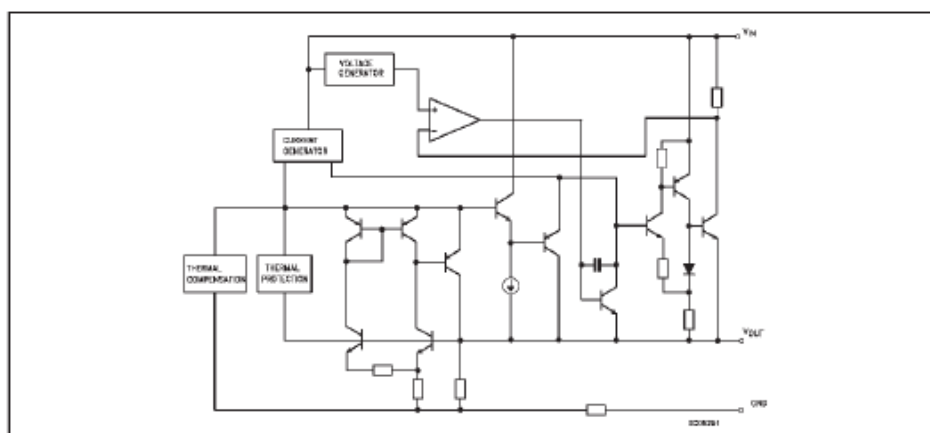 VIN
VOLTAGE
GENERATOR
+
-
CURRENT
GENERATOR
THERMAL
COMPENSATION
THERMAL
PROTECTION
VOUT
GND